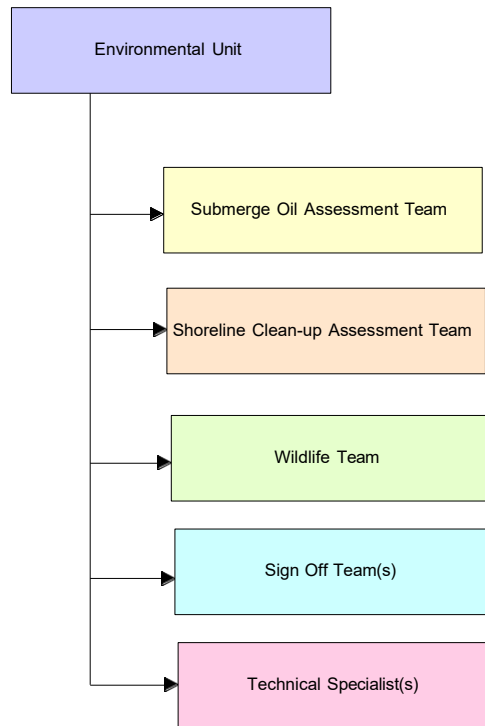 Environmental Unit
Submerge Oil Assessment Team
Shoreline Clean-up Assessment Team
Wildlife Team
Sign Off Team(s)
Technical Specialist(s)